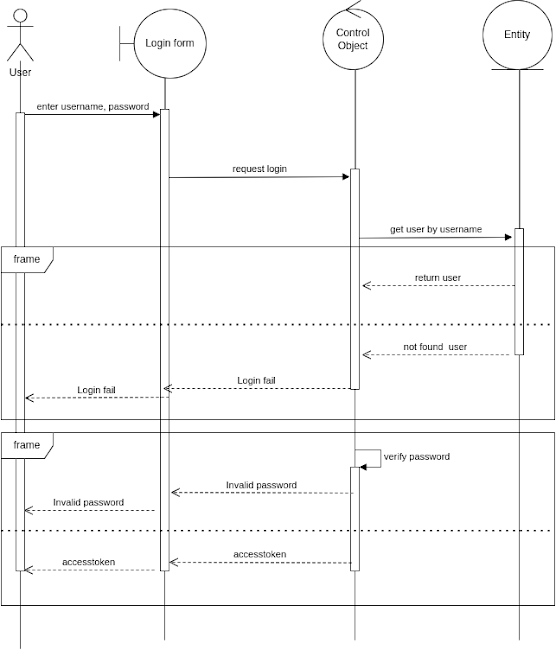 User
Login form
Control
Object
Entity
enter username, password
request login
get user by username
frame
return user
not found  user
Login fail
Login fail
frame
verify password
Invalid password
Invalid password
accesstoken
accesstoken